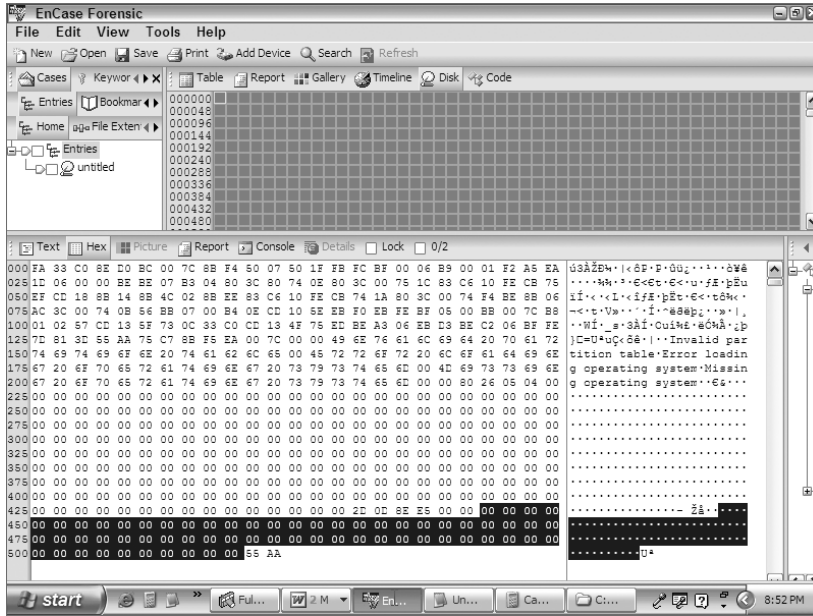 EnCase Forensic
File Edit View Tools Help
New Open Save Print Add Device Search Refresh
Cases Keywor Table Report Gallery Timeline Disk Code
Entries Bookmar
Home File Exten
Entries
untitled
000000
000048
000096
000144
000192
000240
000288
000336
000384
000432
000480
Text Hex Picture Report Console Details Lock 0/2
000 FA 33 C0 8E D0 BC 00 7C 8B F4 50 07 50 1F FB FC BF 00 06 B9 00 01 F2 A5 EA
025 1D 06 00 00 BE BE 07 B3 04 80 3C 80 74 0E 80 3C 00 75 1C 83 C6 10 FE CB 75
050 EF CD 18 8B 14 8B 4C 02 8B EE 83 C6 10 FE CB 74 1A 80 3C 00 74 F4 BE 8B 06
075 AC 3C 00 74 0B 56 BB 07 00 B4 0E CD 10 5E EB F0 EB FE BF 05 00 BB 00 7C B8
100 01 02 57 CD 13 5F 73 0C 33 C0 CD 13 4F 75 ED BE A3 06 EB D3 BE C2 06 BF FE
125 7D 81 3D 55 AA 75 C7 8B F5 EA 00 7C 00 00 49 6E 76 61 6C 69 64 20 70 61 72 }·=UªuÇ‹õê·|··Invalid par
150 74 69 74 69 6F 6E 20 74 61 62 6C 65 00 45 72 72 6F 72 20 6C 6F 61 64 69 6E tition table·Error loadin
175 67 20 6F 70 65 72 61 74 69 6E 67 20 73 79 73 74 65 6D 00 4D 69 73 73 69 6E g operating system·Missin
200 67 20 6F 70 65 72 61 74 69 6E 67 20 73 79 73 74 65 6D 00 00 80 26 05 04 00 g operating system··€&···
225 00 00 00 00 00 00 00 00 00 00 00 00 00 00 00 00 00 00 00 00 00 00 00 00 00
250 00 00 00 00 00 00 00 00 00 00 00 00 00 00 00 00 00 00 00 00 00 00 00 00 00
275 00 00 00 00 00 00 00 00 00 00 00 00 00 00 00 00 00 00 00 00 00 00 00 00 00
300 00 00 00 00 00 00 00 00 00 00 00 00 00 00 00 00 00 00 00 00 00 00 00 00 00
325 00 00 00 00 00 00 00 00 00 00 00 00 00 00 00 00 00 00 00 00 00 00 00 00 00
350 00 00 00 00 00 00 00 00 00 00 00 00 00 00 00 00 00 00 00 00 00 00 00 00 00
375 00 00 00 00 00 00 00 00 00 00 00 00 00 00 00 00 00 00 00 00 00 00 00 00 00
400 00 00 00 00 00 00 00 00 00 00 00 00 00 00 00 00 00 00 00 00 00 00 00 00 00
425 00 00 00 00 00 00 00 00 00 00 00 00 00 00 00 2D 0D 8E E5 00 00 00 00 00 00
450 00 00 00 00 00 00 00 00 00 00 00 00 00 00 00 00 00 00 00 00 00 00 00 00 00
475 00 00 00 00 00 00 00 00 00 00 00 00 00 00 00 00 00 00 00 00 00 00 00 00 00
500 00 00 00 00 00 00 00 00 00 00 55 AA
start Ful... 2 M En... Un... Ca... C:... 8:52 PM